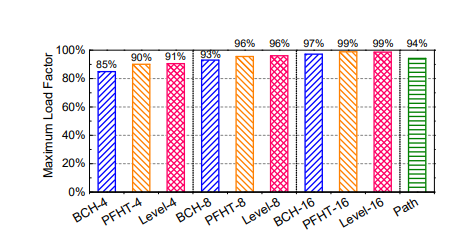 Maximum Load Factor
100%
80%
60%
40%
20%
0%
85%
90%
91%
93%
96%
96%
97%
99%
99%
94%
BCH-4
PFHT-4
Level-4
BCH-8
PFHT-8
Level-8
BCH-16
PFHT-16
Level-16
Path